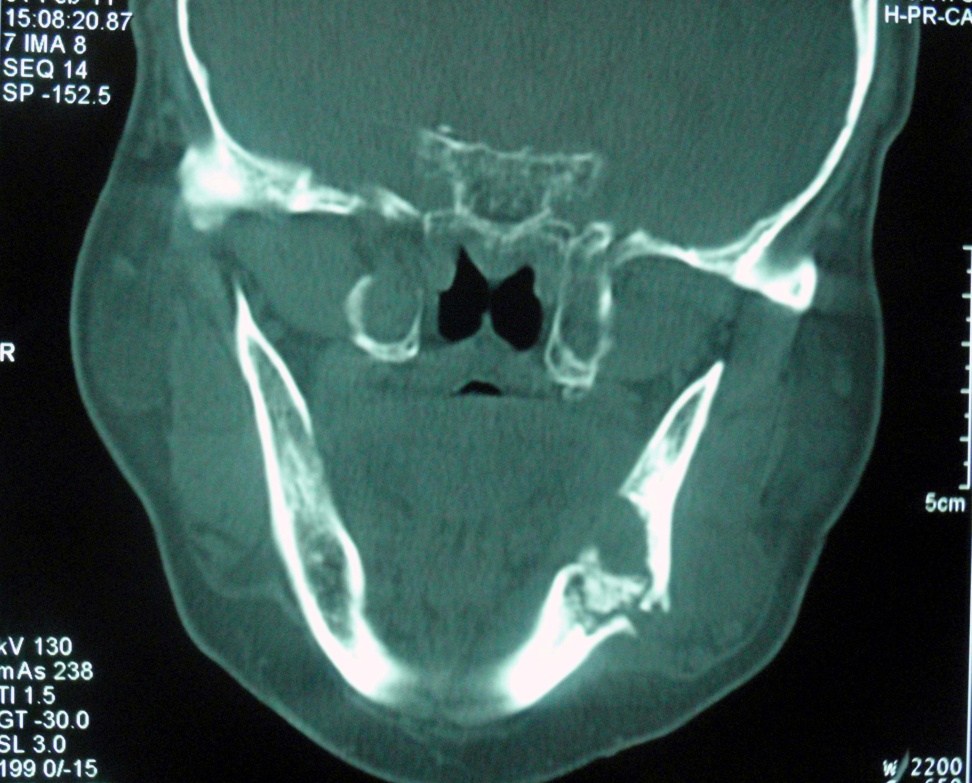 15:08:20.87
7 IMA 8
SEQ 14
SP -152.5
H-PR-CA
R
5cm
kV 130
mAs 238
TI 1.5
GT -30.0
SL 3.0
199 0/-15
W 2200